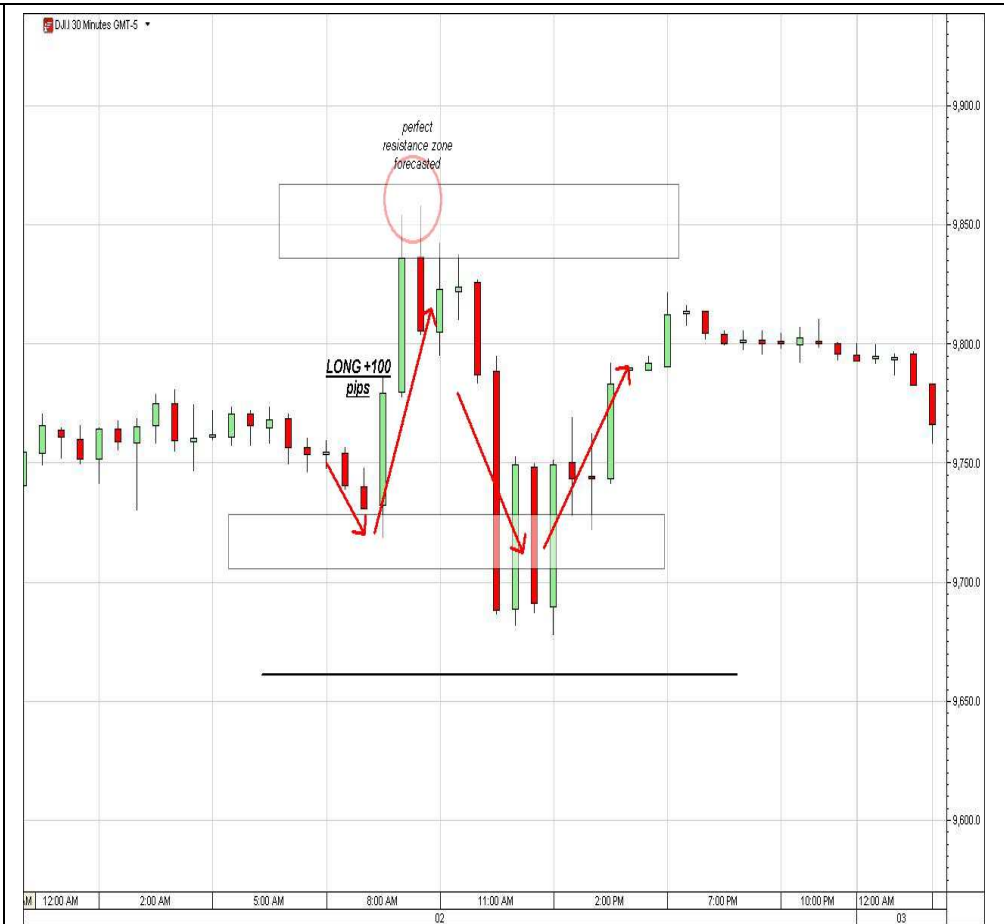 DJI.I 30 Minutes GMT-5
perfect
resistance zone
forecasted
9,900.0
9,850.0
LONG +100
pips
9,800.0
9,750.0
9,700.0
9,650.0
9,600.0
12:00 AM 2:00 AM 5:00 AM 8:00 AM 11:00 AM 2:00 PM 7:00 PM 10:00 PM 12:00 AM
02 03